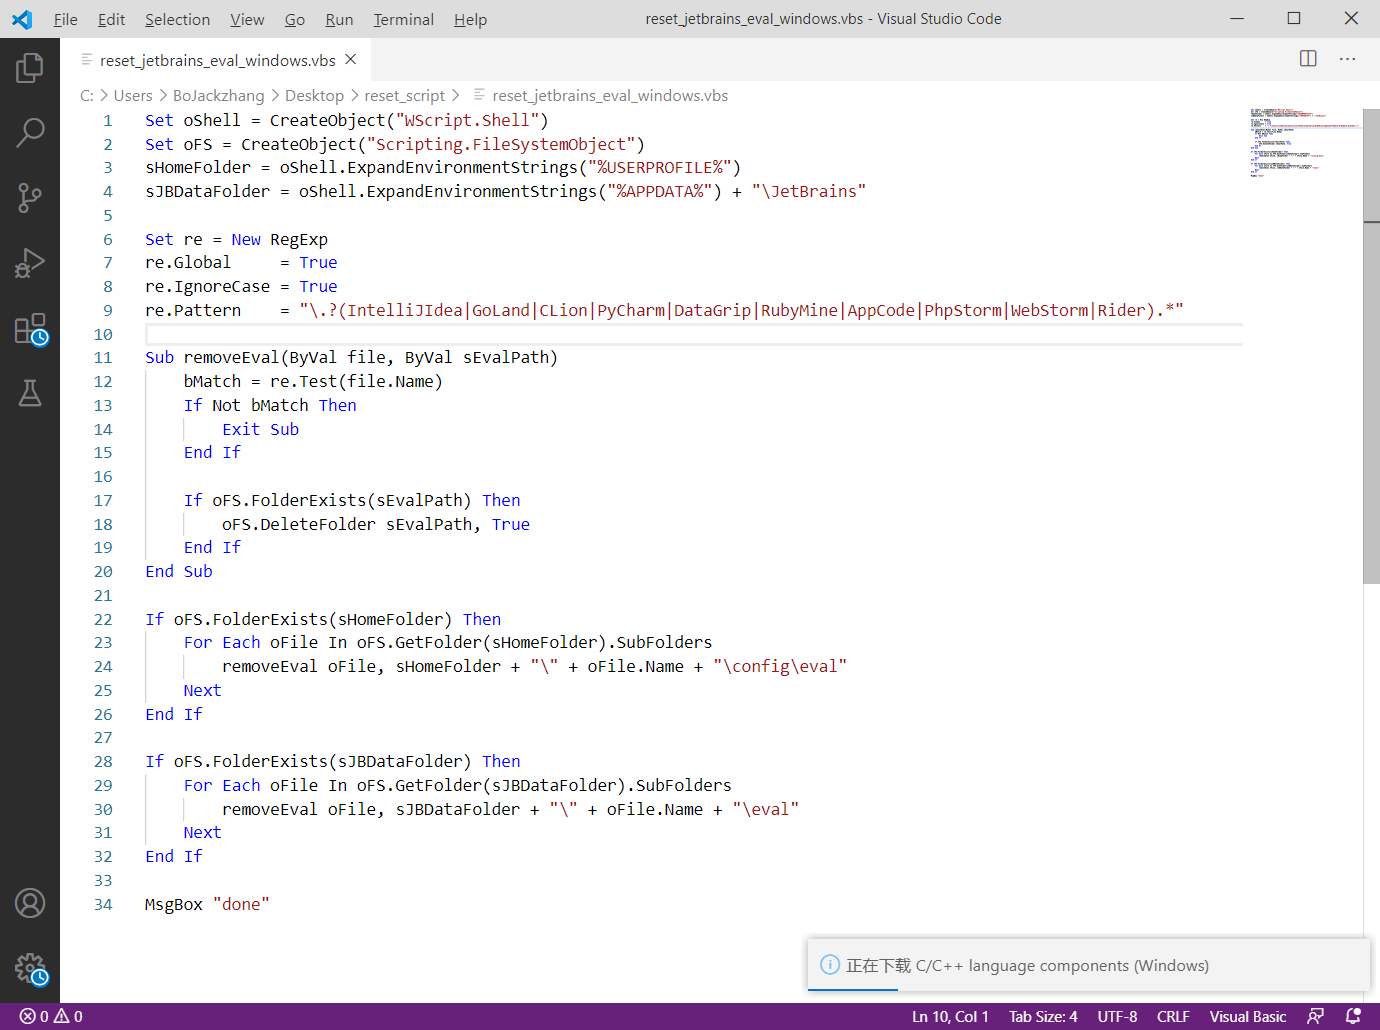 File Edit Selection View Go Run Terminal Help reset_jetbrains_eval_windows.vbs - Visual Studio Code
reset_jetbrains_eval_windows.vbs
C: > Users > BoJackzhang > Desktop > reset_script > reset_jetbrains_eval_windows.vbs
1 Set oShell = CreateObject("WScript.Shell")
2 Set oFS = CreateObject("Scripting.FileSystemObject")
3 sHomeFolder = oShell.ExpandEnvironmentStrings("%USERPROFILE%")
4 sJBDataFolder = oShell.ExpandEnvironmentStrings("%APPDATA%") + "\JetBrains"
5
6 Set re = New RegExp
7 re.Global     = True
8 re.IgnoreCase = True
9 re.Pattern    = "\.?(IntelliJIdea|GoLand|CLion|PyCharm|DataGrip|RubyMine|AppCode|PhpStorm|WebStorm|Rider).*"
10
11 Sub removeEval(ByVal file, ByVal sEvalPath)
12     bMatch = re.Test(file.Name)
13     If Not bMatch Then
14         Exit Sub
15     End If
16
17     If oFS.FolderExists(sEvalPath) Then
18         oFS.DeleteFolder sEvalPath, True
19     End If
20 End Sub
21
22 If oFS.FolderExists(sHomeFolder) Then
23     For Each oFile In oFS.GetFolder(sHomeFolder).SubFolders
24         removeEval oFile, sHomeFolder + "\" + oFile.Name + "\config\eval"
25     Next
26 End If
27
28 If oFS.FolderExists(sJBDataFolder) Then
29     For Each oFile In oFS.GetFolder(sJBDataFolder).SubFolders
30         removeEval oFile, sJBDataFolder + "\" + oFile.Name + "\eval"
31     Next
32 End If
33
34 MsgBox "done"
正在下载 C/C++ language components (Windows)
0 0 Ln 10, Col 1 Tab Size: 4 UTF-8 CRLF Visual Basic